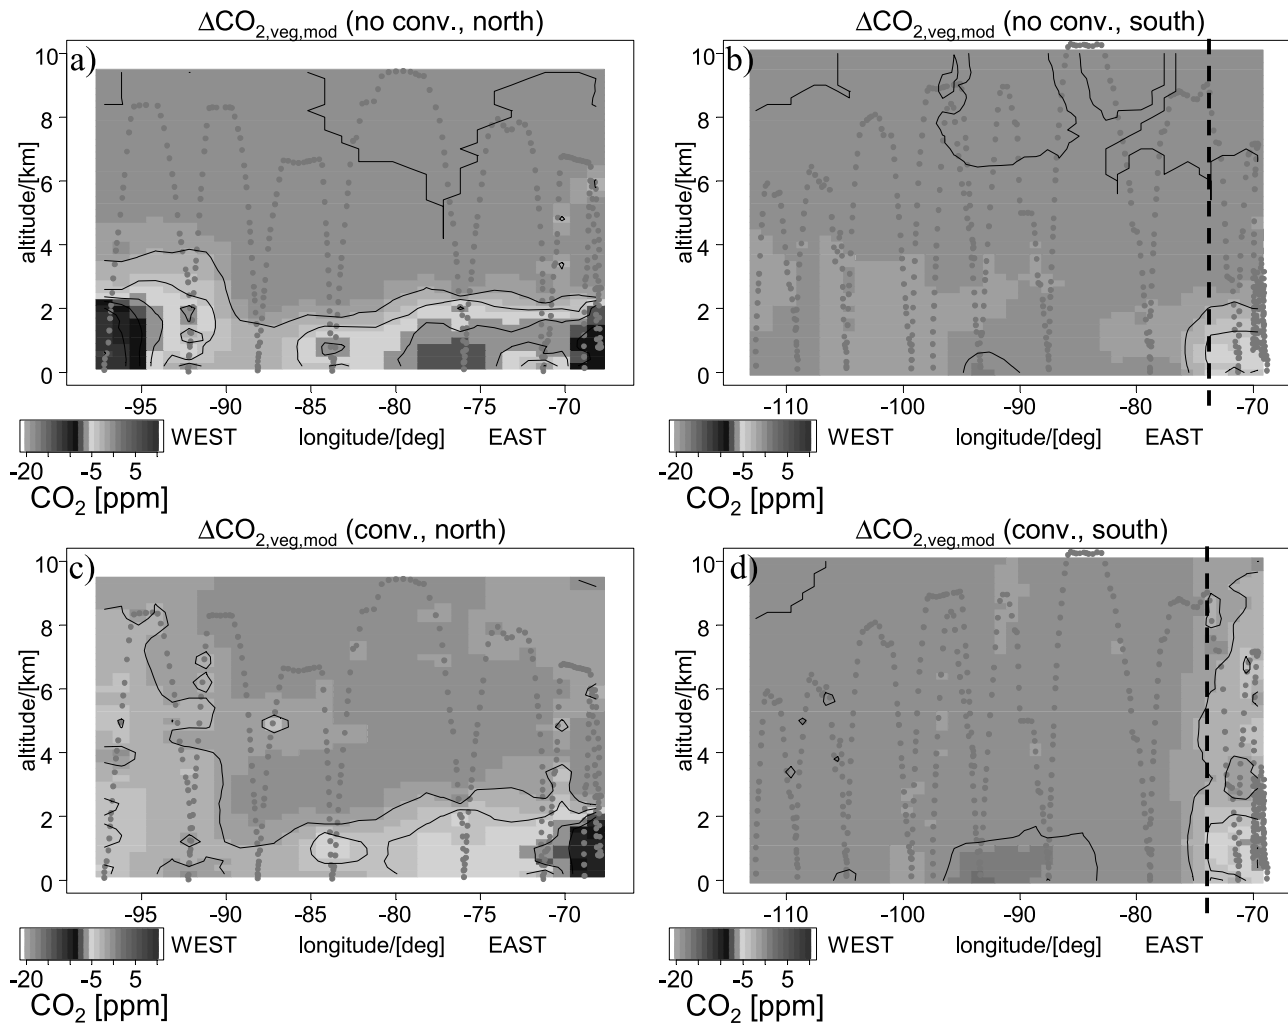 ΔCO2,veg,mod (no conv., north)
a)
10
8
6
4
2
0
altitude/[km]
-95 -90 -85 -80 -75 -70
WEST longitude/[deg] EAST
-20 -5 5
CO2 [ppm]
ΔCO2,veg,mod (no conv., south)
b)
10
8
6
4
2
0
altitude/[km]
-110 -100 -90 -80 -70
WEST longitude/[deg] EAST
-20 -5 5
CO2 [ppm]
ΔCO2,veg,mod (conv., north)
c)
10
8
6
4
2
0
altitude/[km]
-95 -90 -85 -80 -75 -70
WEST longitude/[deg] EAST
-20 -5 5
CO2 [ppm]
ΔCO2,veg,mod (conv., south)
d)
10
8
6
4
2
0
altitude/[km]
-110 -100 -90 -80 -70
WEST longitude/[deg] EAST
-20 -5 5
CO2 [ppm]